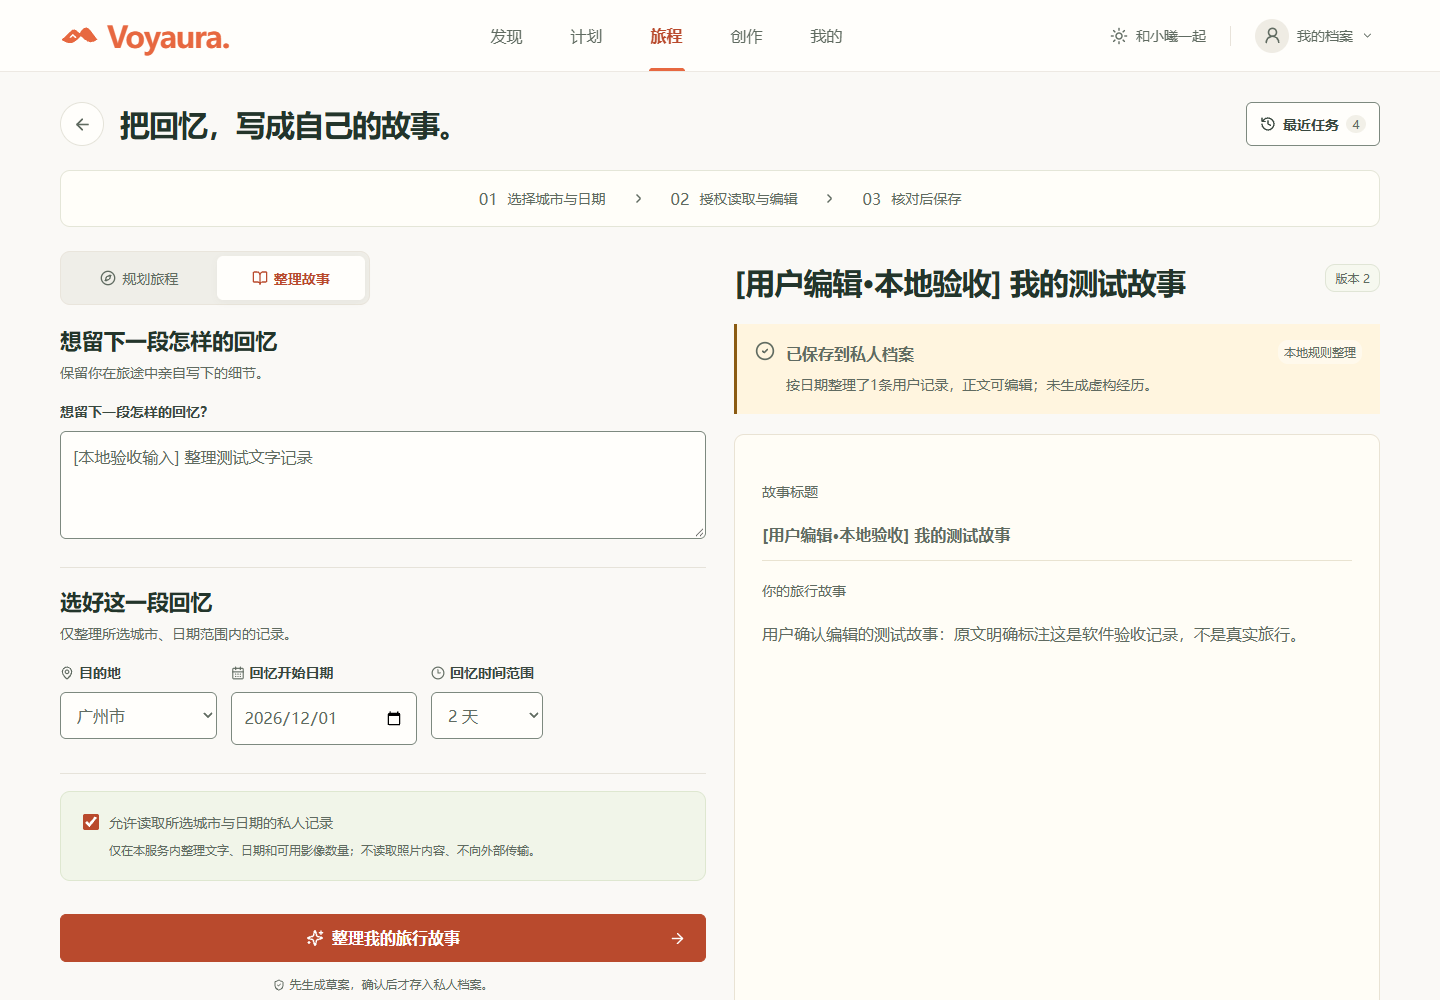 Voyaura.
发现
计划
旅程
创作
我的
和小曦一起
我的档案
把回忆，写成自己的故事。
最近任务 4
01 选择城市与日期
02 授权读取与编辑
03 核对后保存
规划旅程
整理故事
想留下一段怎样的回忆
保留你在旅途中亲自写下的细节。
想留下一段怎样的回忆？
[本地验收输入] 整理测试文字记录
选好这一段回忆
仅整理所选城市、日期范围内的记录。
目的地
回忆开始日期
回忆时间范围
广州市
2026/12/01
2 天
允许读取所选城市与日期的私人记录
仅在本服务内整理文字、日期和可用影像数量；不读取照片内容、不向外部传输。
整理我的旅行故事
先生成草案，确认后才存入私人档案。
[用户编辑·本地验收] 我的测试故事
版本 2
已保存到私人档案
本地规则整理
按日期整理了1条用户记录，正文可编辑；未生成虚构经历。
故事标题
[用户编辑·本地验收] 我的测试故事
你的旅行故事
用户确认编辑的测试故事：原文明确标注这是软件验收记录，不是真实旅行。